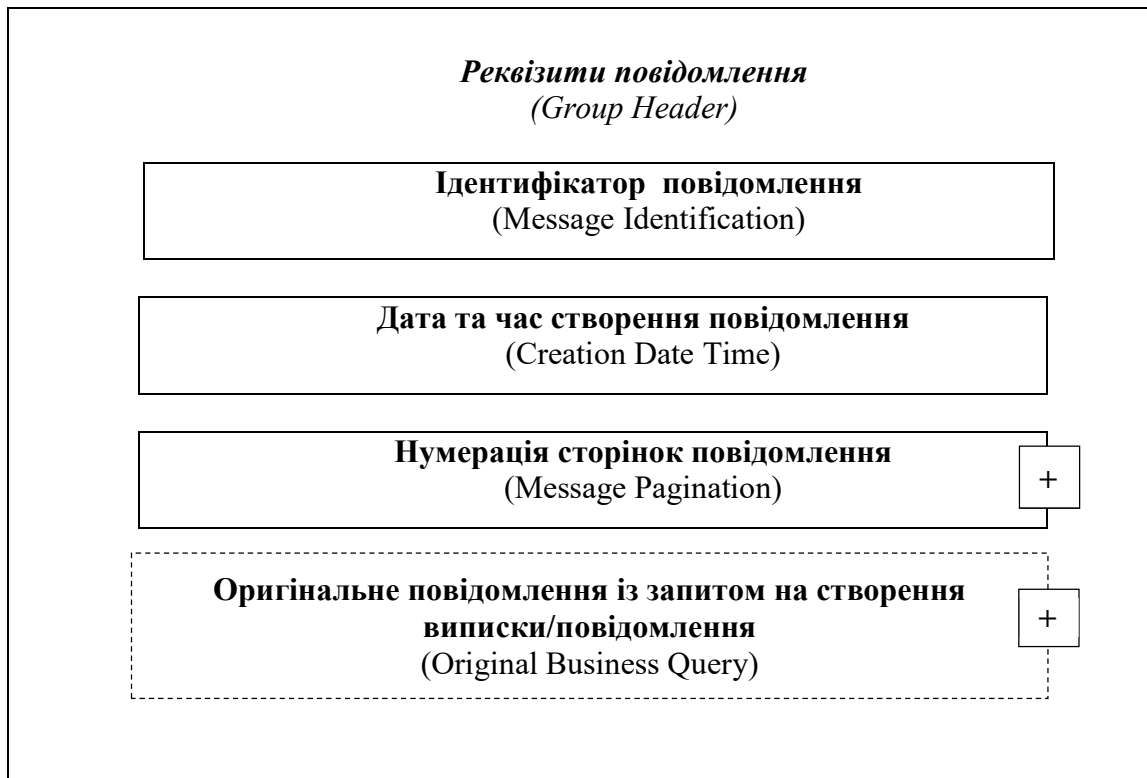 Реквізити повідомлення
(Group Header)
Ідентифікатор повідомлення
(Message Identification)
Дата та час створення повідомлення
(Creation Date Time)
Нумерація сторінок повідомлення
(Message Pagination)
+
Оригінальне повідомлення із запитом на створення
виписки/повідомлення
(Original Business Query)
+